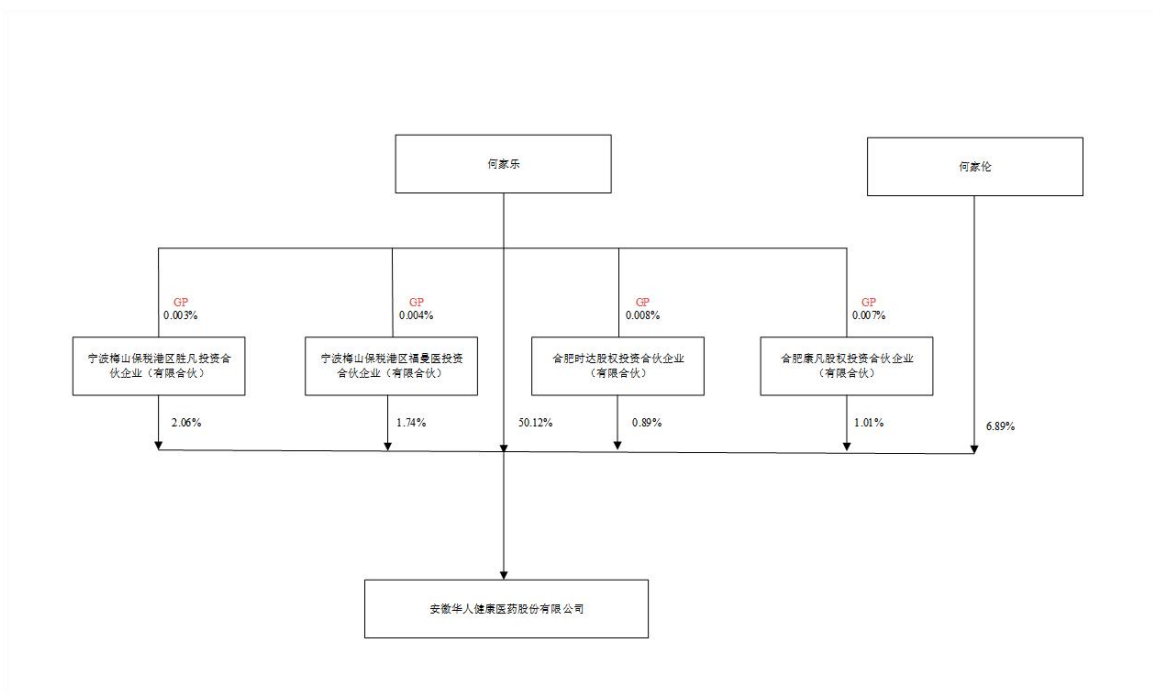 何家乐
何家伦
GP
0.003%
GP
0.004%
GP
0.008%
GP
0.007%
宁波梅山保税港区胜凡投资合
伙企业（有限合伙）
宁波梅山保税港区福曼医投资
合伙企业（有限合伙）
合肥时达股权投资合伙企业
（有限合伙）
合肥康凡股权投资合伙企业
（有限合伙）
2.06%
1.74%
50.12%
0.89%
1.01%
6.89%
安徽华人健康医药股份有限公司